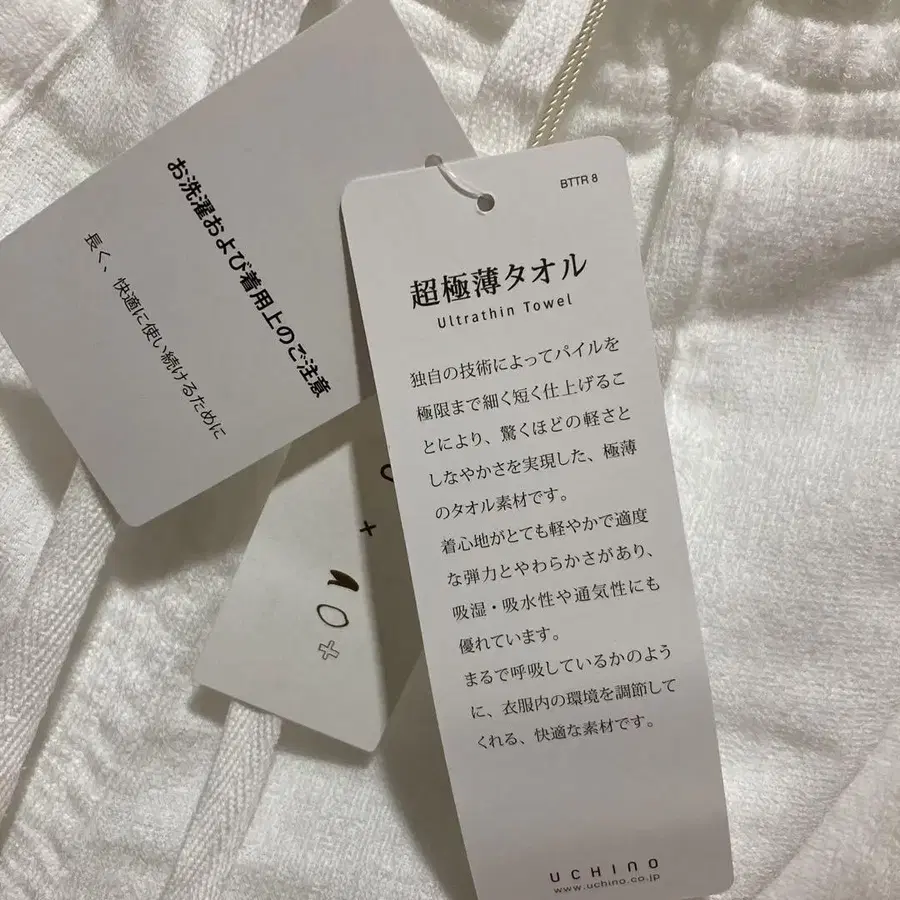 お洗濯および着用上のご注意
長く、快適に使い続けるために
BTTR 8
超極薄タオル
Ultrathin Towel
独自の技術によってパイルを
極限まで細く短く仕上げるこ
とにより、驚くほどの軽さと
しなやかさを実現した、極薄
のタオル素材です。
着心地がとても軽やかで適度
な弾力とやわらかさがあり、
吸湿・吸水性や通気性にも
優れています。
まるで呼吸しているかのよう
に、衣服内の環境を調節して
くれる、快適な素材です。
UCHINO
www.uchino.co.jp